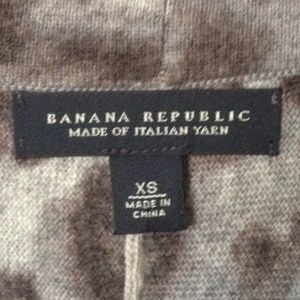 BANANA REPUBLIC
MADE OF ITALIAN YARN
XS
MADE IN
CHINA